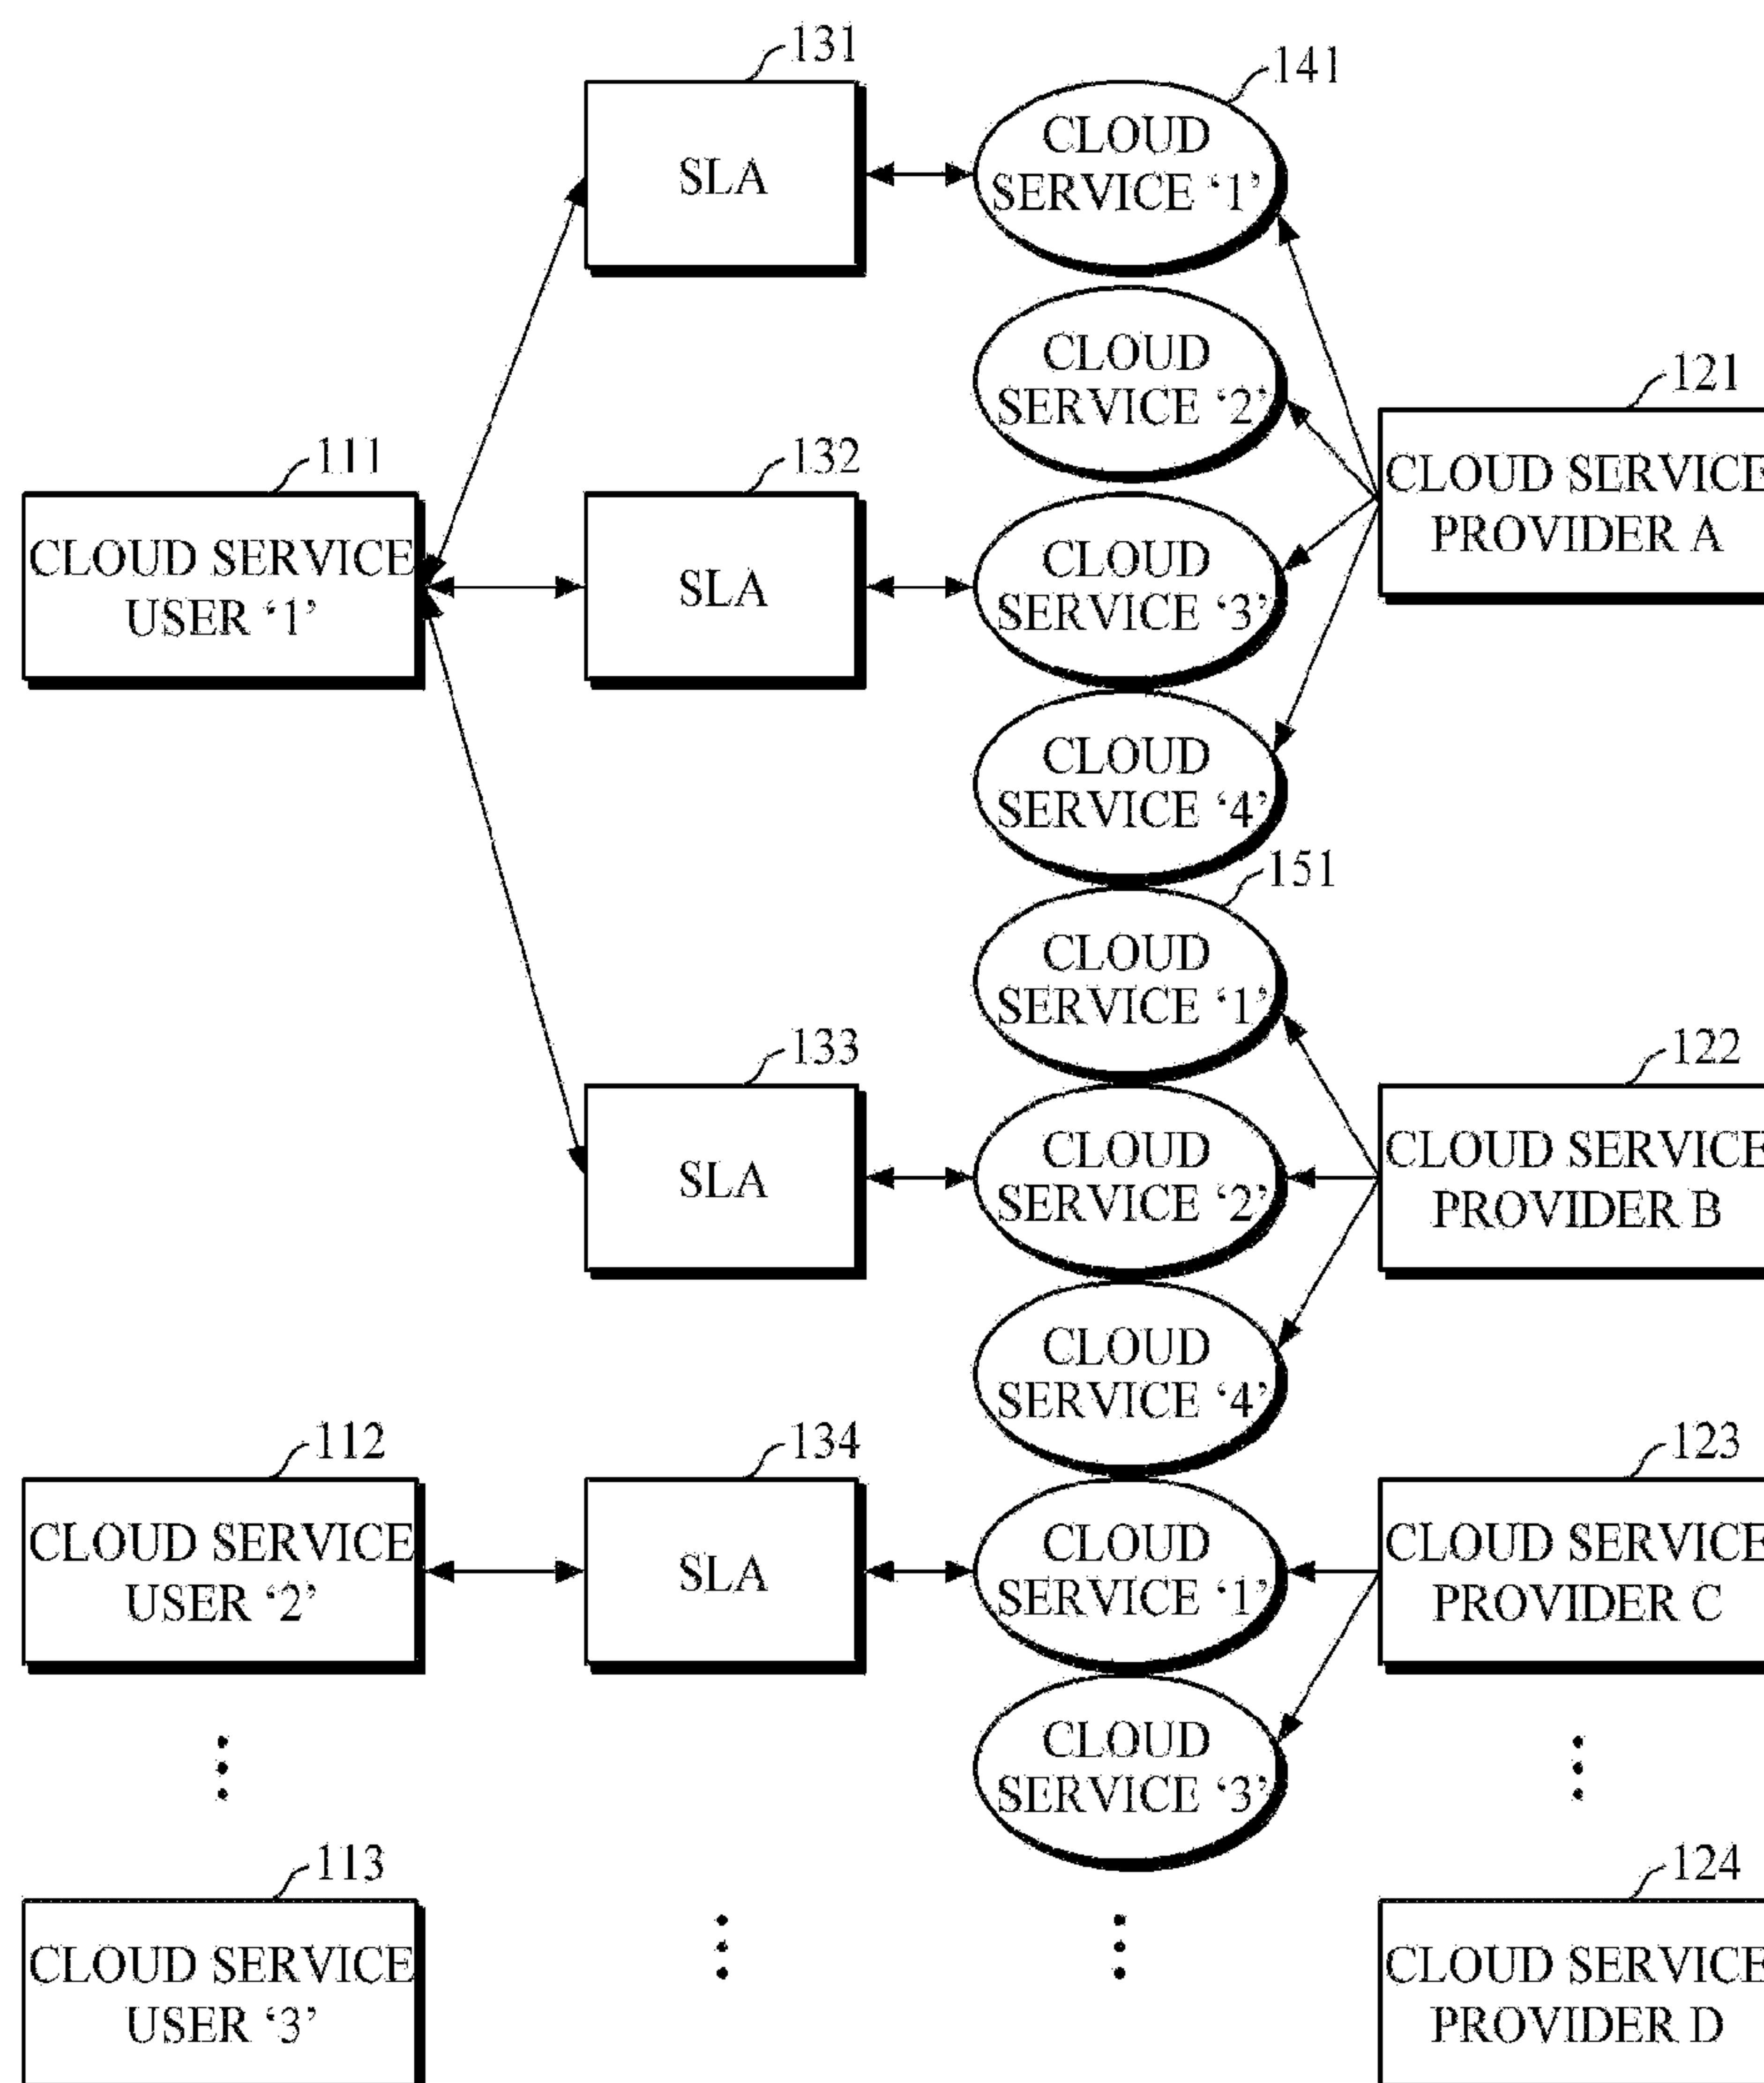 131
141
SLA
CLOUD
SERVICE ‘1’
CLOUD
SERVICE ‘2’
121
CLOUD SERVICE
PROVIDER A
111
CLOUD SERVICE
USER ‘1’
132
SLA
CLOUD
SERVICE ‘3’
CLOUD
SERVICE ‘4’
151
CLOUD
SERVICE ‘1’
133
SLA
CLOUD
SERVICE ‘2’
122
CLOUD SERVICE
PROVIDER B
CLOUD
SERVICE ‘4’
112
CLOUD SERVICE
USER ‘2’
134
SLA
CLOUD
SERVICE ‘1’
123
CLOUD SERVICE
PROVIDER C
CLOUD
SERVICE ‘3’
113
CLOUD SERVICE
USER ‘3’
124
CLOUD SERVICE
PROVIDER D